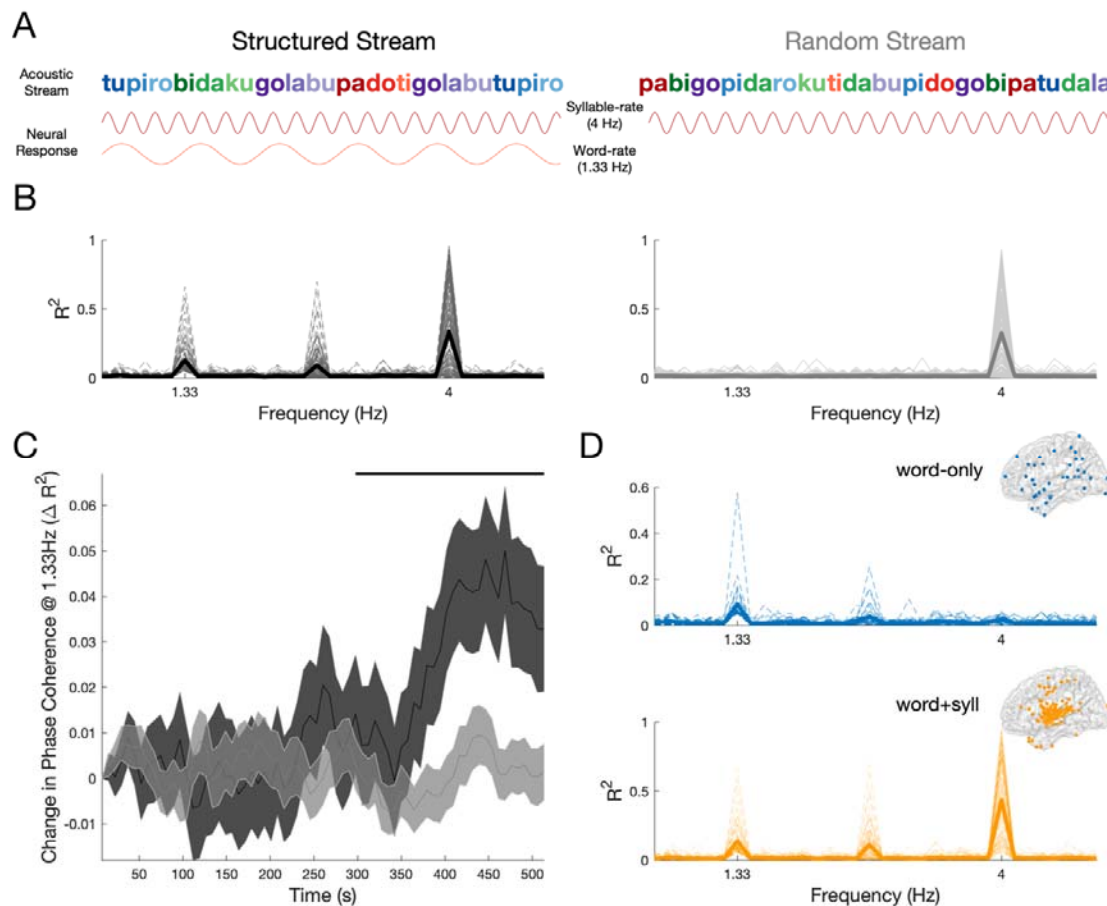 A
Structured Stream
Random Stream
Acoustic
Stream
tupirobidakugolabupadotigolabutupiro
pabigopidarokutidabupidogobipatudala
Syllable-rate
(4 Hz)
Neural
Response
Word-rate
(1.33 Hz)
B
R2
1
0.5
0
1.33
4
Frequency (Hz)
1
0.5
0
1.33
4
Frequency (Hz)
C
Change in Phase Coherence @ 1.33Hz (Δ R2)
0.06
0.05
0.04
0.03
0.02
0.01
0
-0.01
50 100 150 200 250 300 350 400 450 500
Time (s)
D
word-only
R2
0.6
0.4
0.2
0
1.33
4
word+syll
R2
1
0.5
0
1.33
4
Frequency (Hz)